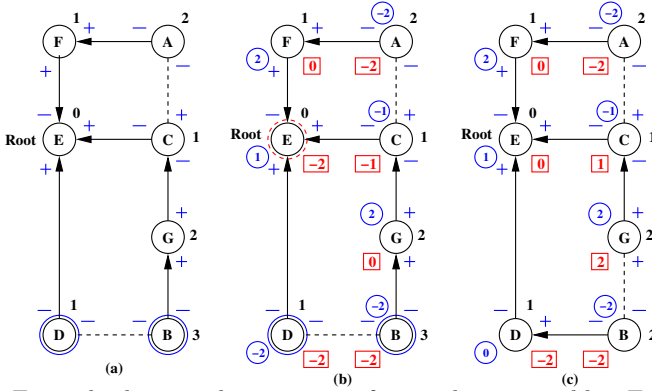 1 2
F + − A
+ −
− 0
Root E + − C 1
+ −
+
G 2
+
1
− − − −
D B 3
(a)
1 −2 2
2 F + − A
+ 0 −2 −
− 0 −1 −
Root E + − C 1
1 + −2 −1 −
2 +
G 2
0 +
1 −2
− − − −
D B 3
−2 −2 −2
(b)
1 −2 2
2 F + − A
+ 0 −2 −
− 0 −1 −
Root E + − C 1
1 + 0 1 −
2 +
G 2
2 +
1 −2
− + − −
D B 2
0 −2 −2
(c)